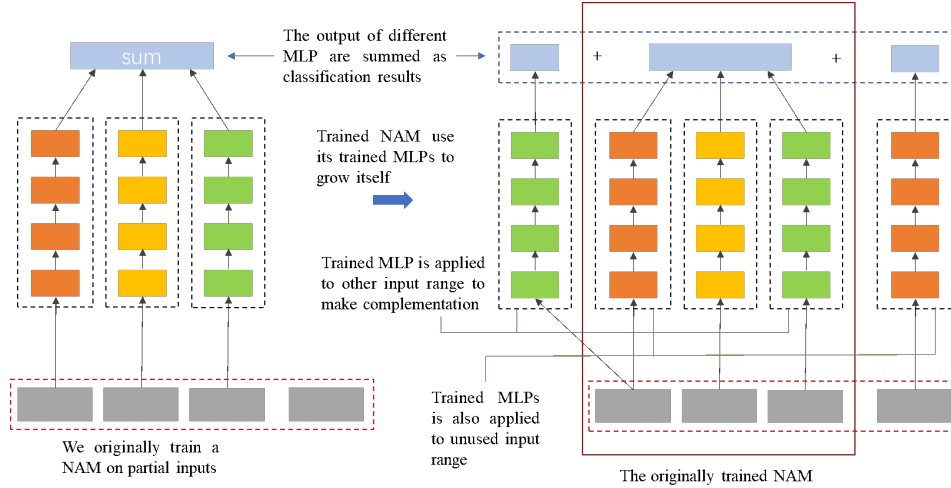 sum
The output of different
MLP are summed as
classification results
+
+
Trained NAM use
its trained MLPs to
grow itself
Trained MLP is applied
to other input range to
make complementation
We originally train a
NAM on partial inputs
Trained MLPs
is also applied
to unused input
range
The originally trained NAM